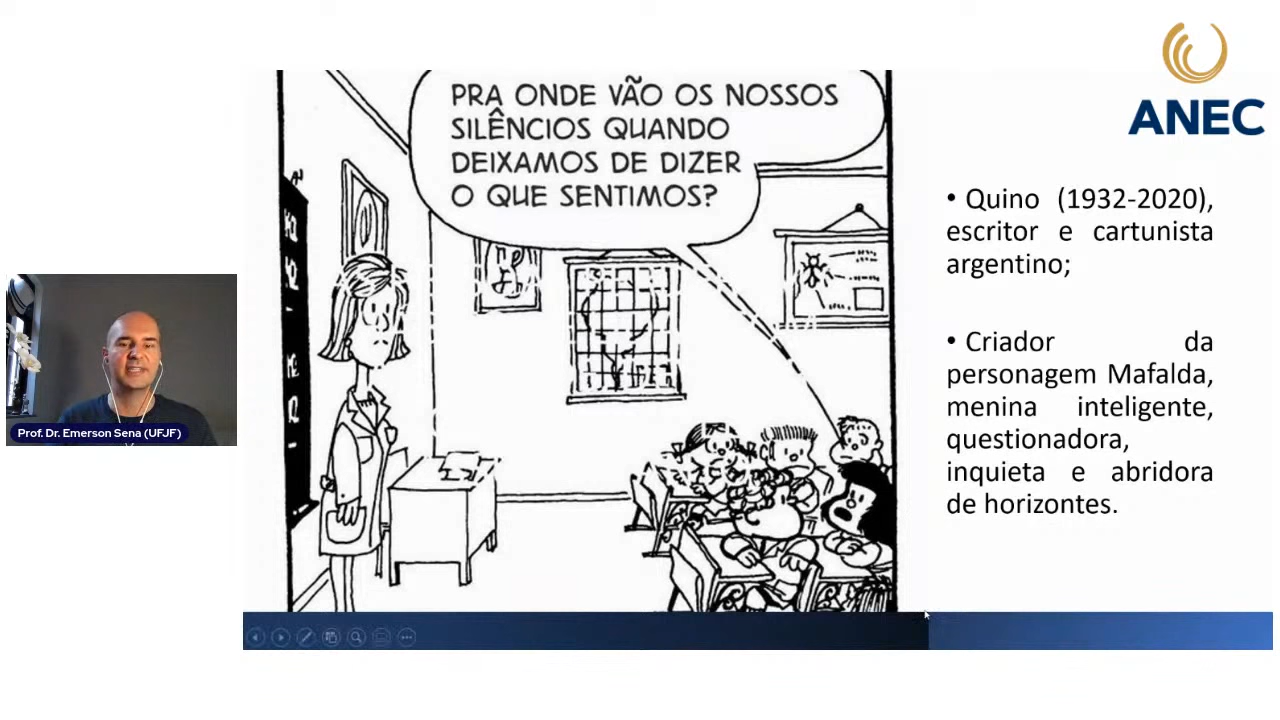 PRA ONDE VÃO OS NOSSOS
SILÊNCIOS QUANDO
DEIXAMOS DE DIZER
O QUE SENTIMOS?
ANEC
• Quino (1932-2020),
escritor e cartunista
argentino;
• Criador da
personagem Mafalda,
menina inteligente,
questionadora,
inquieta e abridora
de horizontes.
Prof. Dr. Emerson Sena (UFJF)